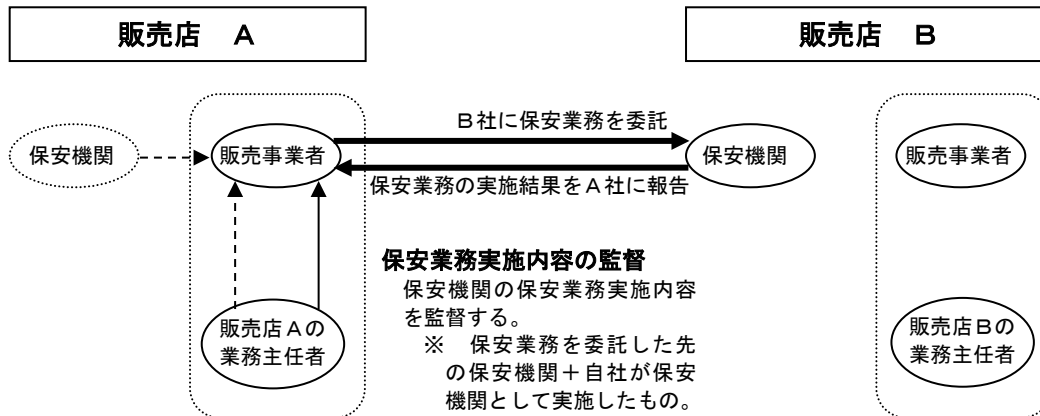 販売店　Ａ
販売店　Ｂ
Ｂ社に保安業務を委託
保安機関
販売事業者
保安機関
販売事業者
保安業務の実施結果をＡ社に報告
保安業務実施内容の監督
保安機関の保安業務実施内容
を監督する。
※　保安業務を委託した先
の保安機関＋自社が保安
機関として実施したもの。
販売店Ａの
業務主任者
販売店Ｂの
業務主任者